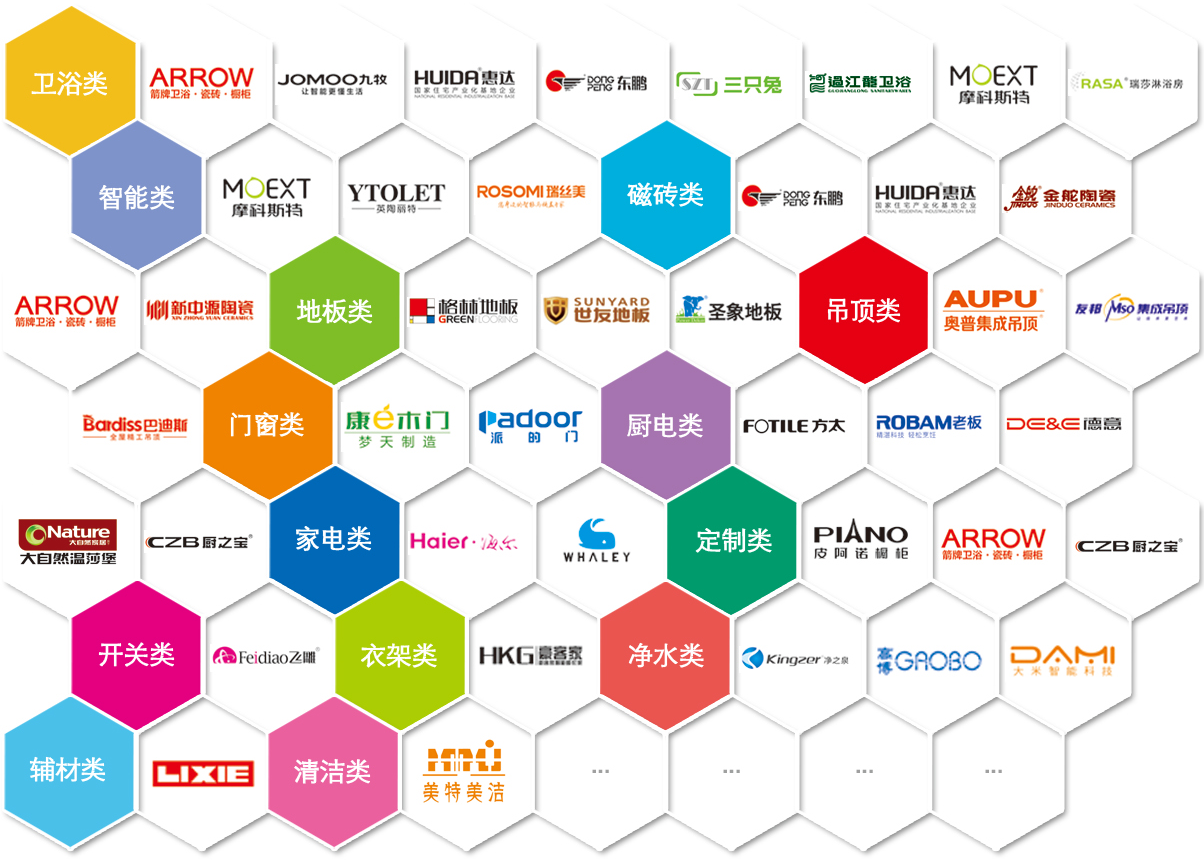 卫浴类
ARROW
箭牌卫浴·瓷砖·橱柜
JOMOO九牧
让智能更懂生活
HUIDA®惠达
国家住宅产业化基地企业
NATIONAL RESIDENTIAL INDUSTRIALIZATION BASE
DONG PENG 东鹏
SZT 三只兔
過江龍卫浴
GUOJIANGLONG SANITARYWARES
MOEXT
摩科斯特
RASA® 瑞莎淋浴房
智能类
MOEXT
摩科斯特
YTOLET
英陶丽特
ROSOMI 瑞丝美
磁砖类
DONG PENG 东鹏
HUIDA®惠达
国家住宅产业化基地企业
NATIONAL RESIDENTIAL INDUSTRIALIZATION BASE
金舵 JINDUO
金舵陶瓷
JINDUO CERAMICS
ARROW
箭牌卫浴·瓷砖·橱柜
新中源陶瓷
XIN ZHONG YUAN CERAMICS
地板类
格林地板
GREENFLOORING
SUNYARD
世友地板
圣象地板
吊顶类
AUPU®
奥普集成吊顶®
友邦 Mso 集成吊顶
Bardiss巴迪斯
全屋精工吊顶
门窗类
康e木门
梦天制造
Padoor
派的门
厨电类
FOTILE 方太
ROBAM老板
精湛科技 轻松烹饪
DE&E德意
Nature
大自然家居
大自然温莎堡
CZB 厨之宝®
家电类
Haier·海尔
WHALEY
定制类
PIANO
皮阿诺橱柜
ARROW
箭牌卫浴·瓷砖·橱柜
CZB 厨之宝®
开关类
Feidiao飞雕®
衣架类
HKG 豪客家
净水类
Kingzer 净之泉
高博 GAOBO
DAMI
大米智能科技
辅材类
LIXIE
清洁类
美特美洁
...
...
...
...